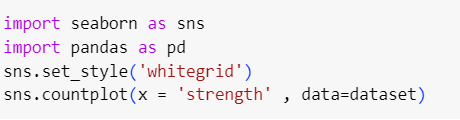 import seaborn as sns
import pandas as pd
sns.set_style('whitegrid')
sns.countplot(x = 'strength' , data=dataset)